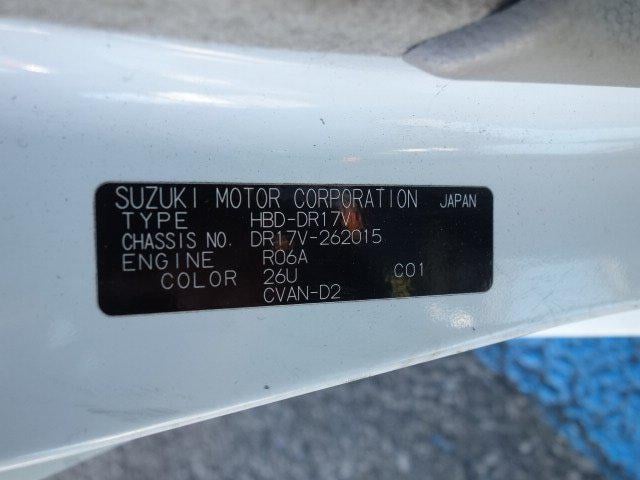 SUZUKI MOTOR CORPORATION JAPAN
TYPE HBD-DR17V
CHASSIS NO. DR17V-262015
ENGINE R06A
COLOR 26U C01
CVAN-D2